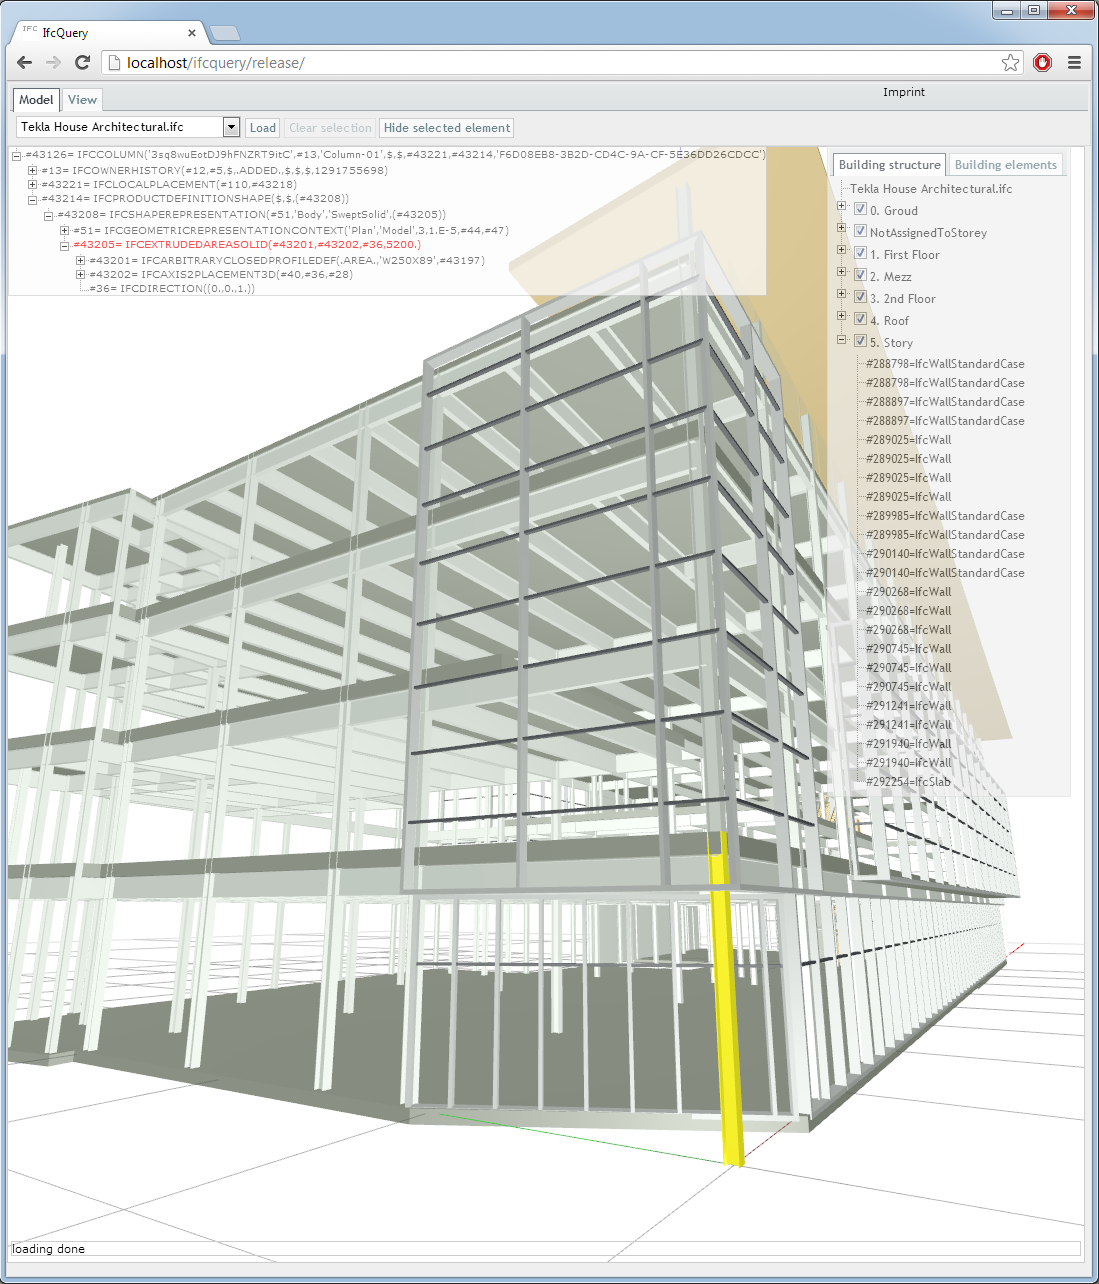 IFC IfcQuery
localhost/ifcquery/release/
Imprint
Model View
Tekla House Architectural.ifc Load Clear selection Hide selected element
#43126= IFCCOLUMN('3sq8wuEotDJ9hFNZRT9itC',#13,'Column-01',$,$,#43221,#43214,'F6D08EB8-3B2D-CD4C-9A-CF-5E36DD26CDCC')
#13= IFCOWNERHISTORY(#12,#5,$,.ADDED.,$,$,$,1291755698)
#43221= IFCLOCALPLACEMENT(#110,#43218)
#43214= IFCPRODUCTDEFINITIONSHAPE($,$,(#43208))
#43208= IFCSHAPEREPRESENTATION(#51,'Body','SweptSolid',(#43205))
#51= IFCGEOMETRICREPRESENTATIONCONTEXT('Plan','Model',3,1.E-5,#44,#47)
#43205= IFCEXTRUDEDAREASOLID(#43201,#43202,#36,5200.)
#43201= IFCARBITRARYCLOSEDPROFILEDEF(.AREA.,'W250X89',#43197)
#43202= IFCAXIS2PLACEMENT3D(#40,#36,#28)
#36= IFCDIRECTION((0.,0.,1.))
Building structure Building elements
Tekla House Architectural.ifc
0. Groud
NotAssignedToStorey
1. First Floor
2. Mezz
3. 2nd Floor
4. Roof
5. Story
#288798=IfcWallStandardCase
#288798=IfcWallStandardCase
#288897=IfcWallStandardCase
#288897=IfcWallStandardCase
#289025=IfcWall
#289025=IfcWall
#289025=IfcWall
#289025=IfcWall
#289985=IfcWallStandardCase
#289985=IfcWallStandardCase
#290140=IfcWallStandardCase
#290140=IfcWallStandardCase
#290268=IfcWall
#290268=IfcWall
#290268=IfcWall
#290745=IfcWall
#290745=IfcWall
#290745=IfcWall
#291241=IfcWall
#291241=IfcWall
#291940=IfcWall
#291940=IfcWall
#292254=IfcSlab
loading done